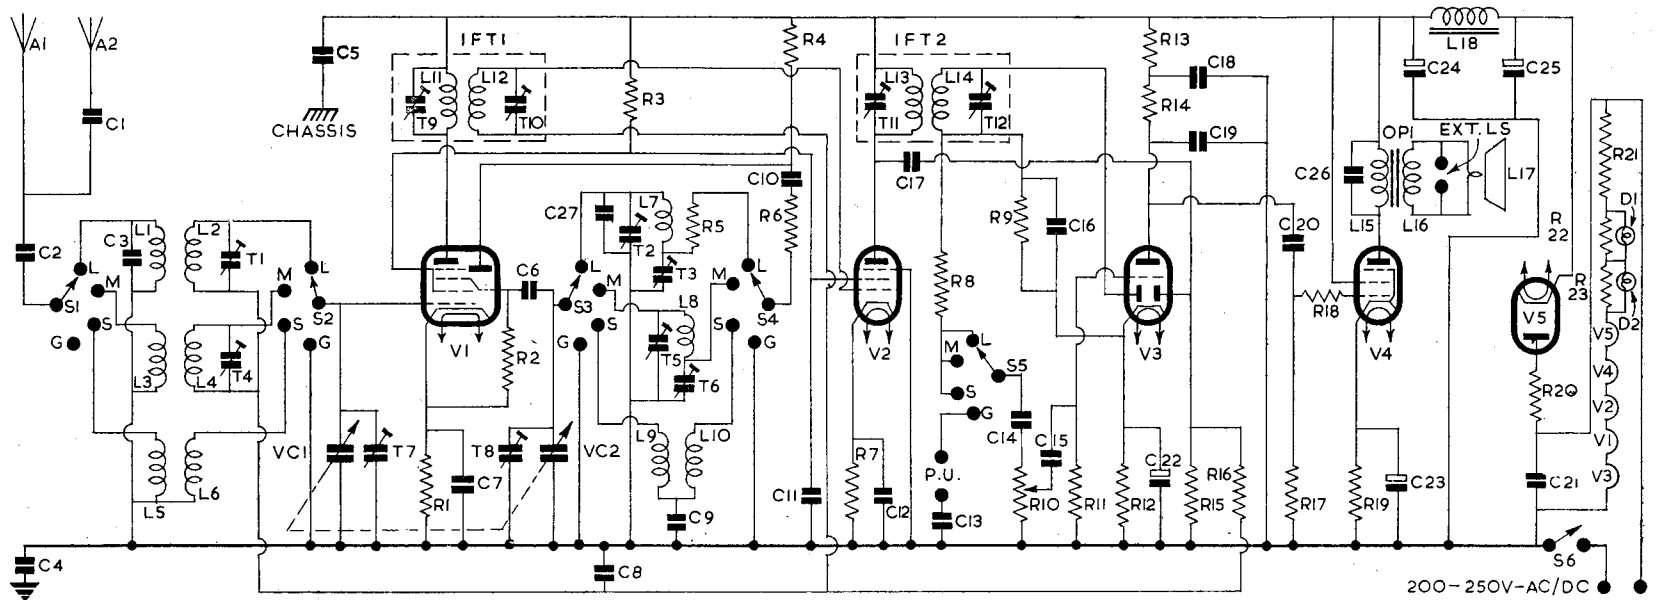 A1
A2
C1
C2
C5
CHASSIS
IFT1
L11
L12
T9
T10
R3
R4
C10
R6
IFT2
L13
L14
T11
T12
C17
R13
C18
R14
C19
L18
C24
C25
OP1
EXT. LS
C26
L17
L15
L16
R21
D1
D2
R 22
R 23
C3
L1
L2
T1
L
M
S1
S
G
L3
L4
T4
L5
L6
L
M
S2
S
G
VC1
T7
V1
C6
R2
R1
C7
T8
VC2
C27
L7
T2
R5
T3
L
M
S3
S
G
L8
T5
T6
L9
L10
C9
L
M
S4
S
G
C11
V2
R7
C12
R8
R9
C16
L
M
S5
S
G
P.U.
C13
C14
C15
R10
R11
V3
R12
C22
R15
R16
C20
R18
R17
V4
R19
C23
V5
R20
C21
V5
V4
V2
V1
V3
S6
C4
C8
200-250V-AC/DC